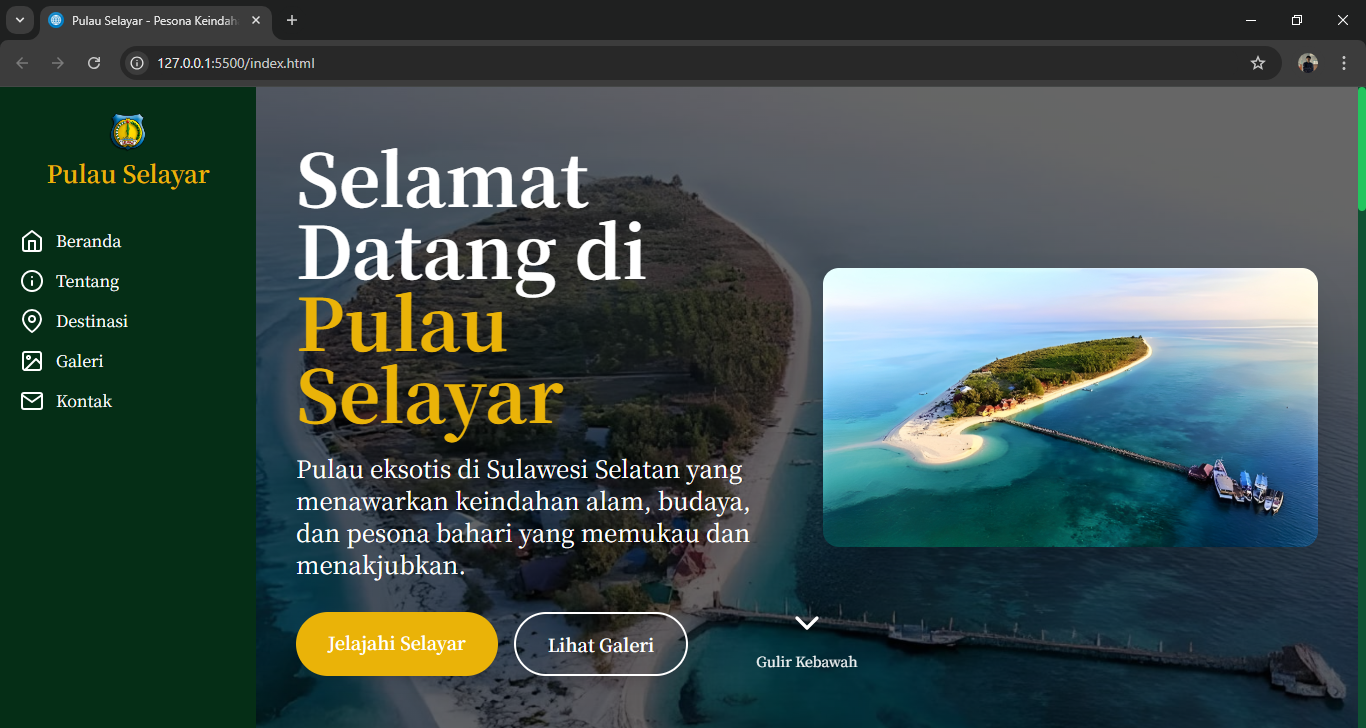 Pulau Selayar - Pesona Keindah
127.0.0.1:5500/index.html
Pulau Selayar
Beranda
Tentang
Destinasi
Galeri
Kontak
Selamat
Datang di
Pulau
Selayar
Pulau eksotis di Sulawesi Selatan yang
menawarkan keindahan alam, budaya,
dan pesona bahari yang memukau dan
menakjubkan.
Jelajahi Selayar
Lihat Galeri
Gulir Kebawah